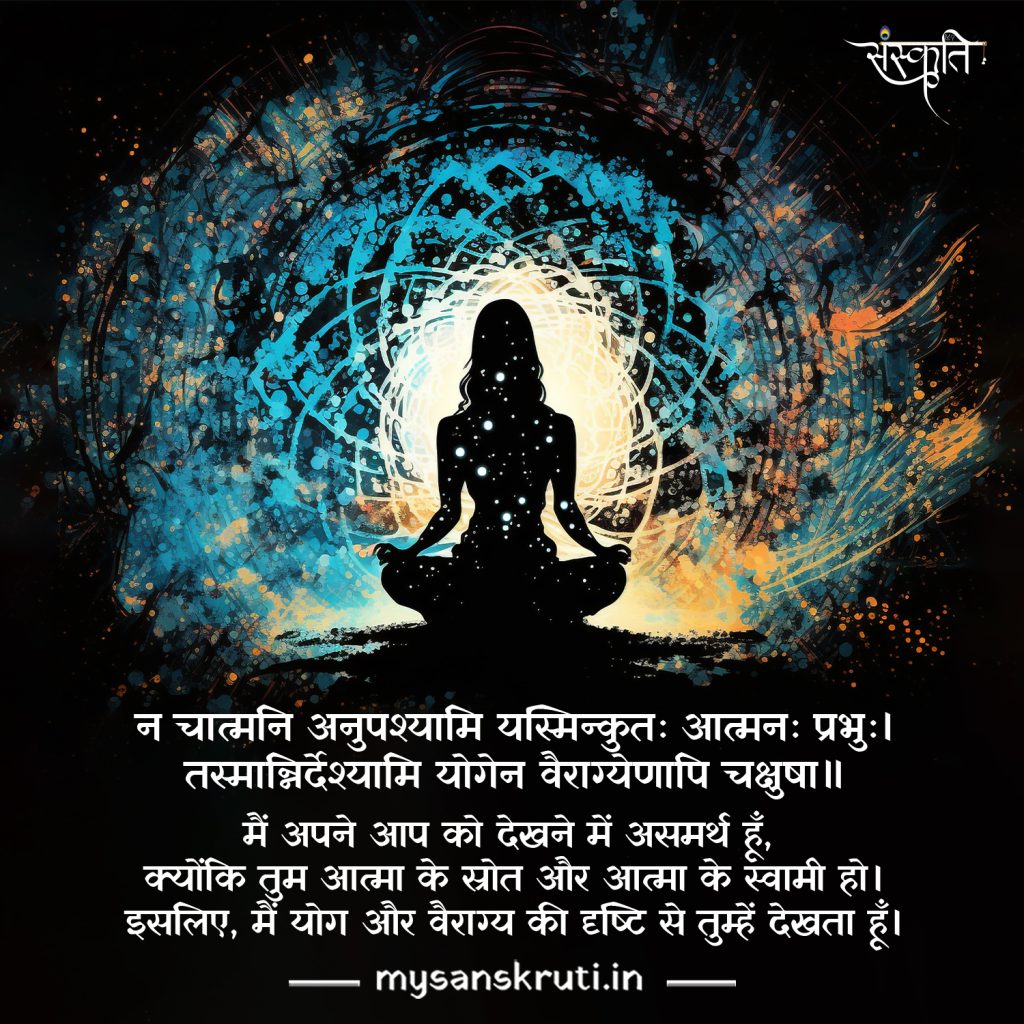 संस्कृति
न चात्मनि अनुपश्यामि यस्मिन्कुतः आत्मनः प्रभुः।
तस्मान्निर्देश्यामि योगेन वैराग्येणापि चक्षुषा॥
मैं अपने आप को देखने में असमर्थ हूँ,
क्योंकि तुम आत्मा के स्रोत और आत्मा के स्वामी हो।
इसलिए, मैं योग और वैराग्य की दृष्टि से तुम्हें देखता हूँ।
mysanskruti.in